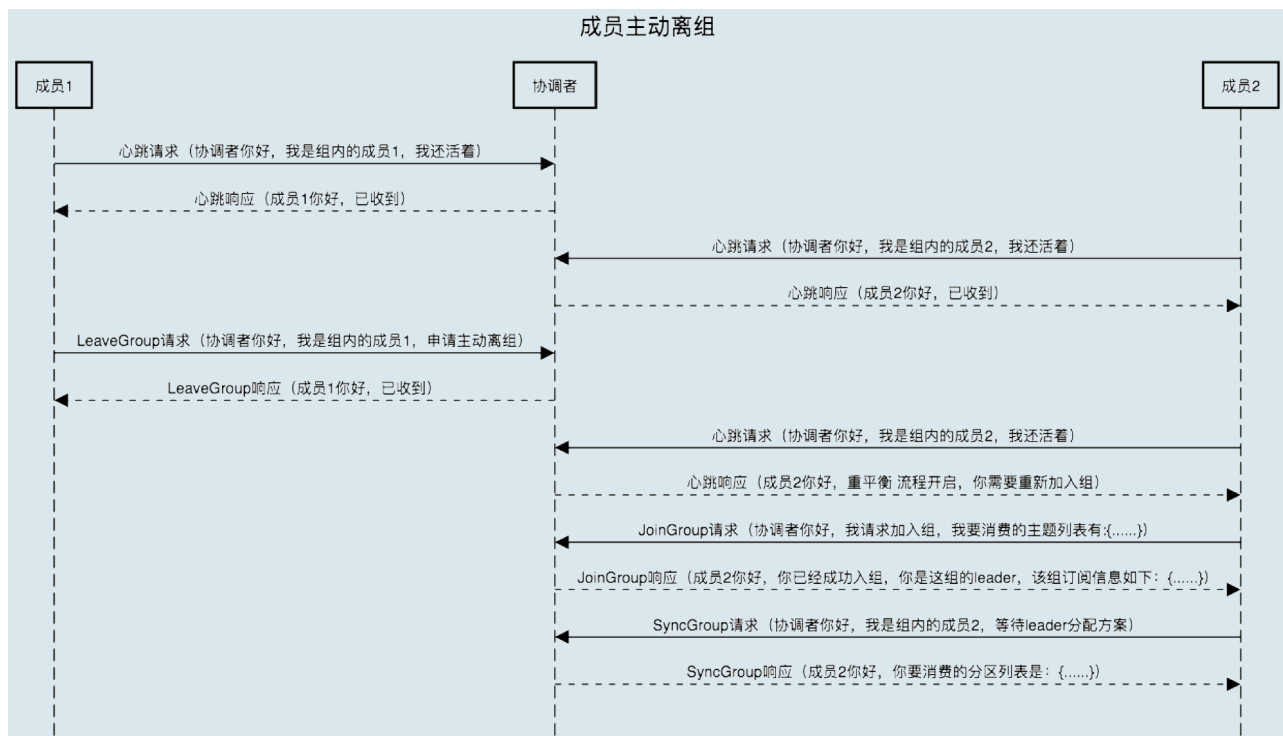 成员主动离组
成员1
协调者
成员2
心跳请求（协调者你好，我是组内的成员1，我还活着）
心跳响应（成员1你好，已收到）
心跳请求（协调者你好，我是组内的成员2，我还活着）
心跳响应（成员2你好，已收到）
LeaveGroup请求（协调者你好，我是组内的成员1，申请主动离组）
LeaveGroup响应（成员1你好，已收到）
心跳请求（协调者你好，我是组内的成员2，我还活着）
心跳响应（成员2你好，重平衡 流程开启，你需要重新加入组）
JoinGroup请求（协调者你好，我请求加入组，我要消费的主题列表有:{......}）
JoinGroup响应（成员2你好，你已经成功入组，你是这组的leader，该组订阅信息如下：{......}）
SyncGroup请求（协调者你好，我是组内的成员2，等待leader分配方案）
SyncGroup响应（成员2你好，你要消费的分区列表是：{......}）